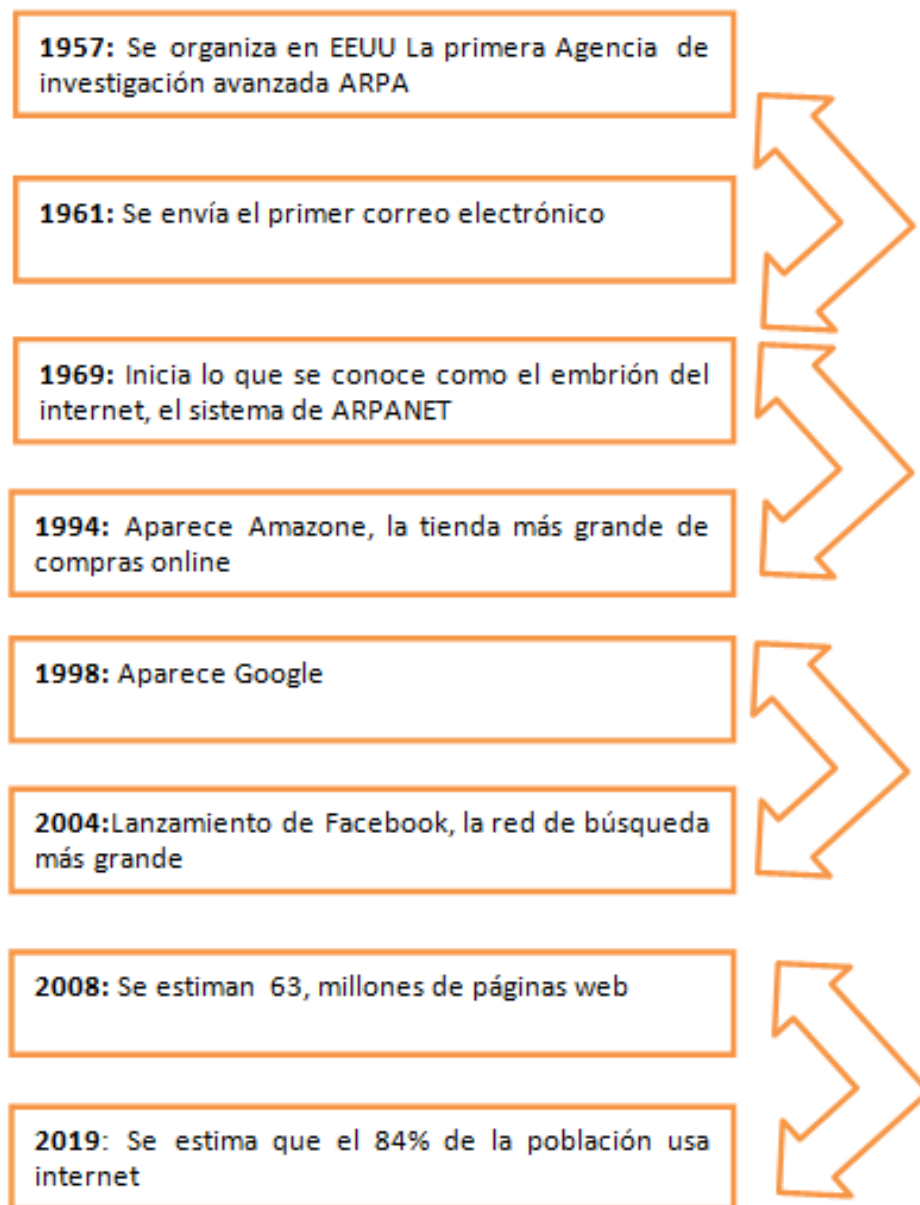 1957: Se organiza en EEUU La primera Agencia de
investigación avanzada ARPA
1961: Se envía el primer correo electrónico
1969: Inicia lo que se conoce como el embrión del
internet, el sistema de ARPANET
1994: Aparece Amazone, la tienda más grande de
compras online
1998: Aparece Google
2004:Lanzamiento de Facebook, la red de búsqueda
más grande
2008: Se estiman 63, millones de páginas web
2019: Se estima que el 84% de la población usa
internet